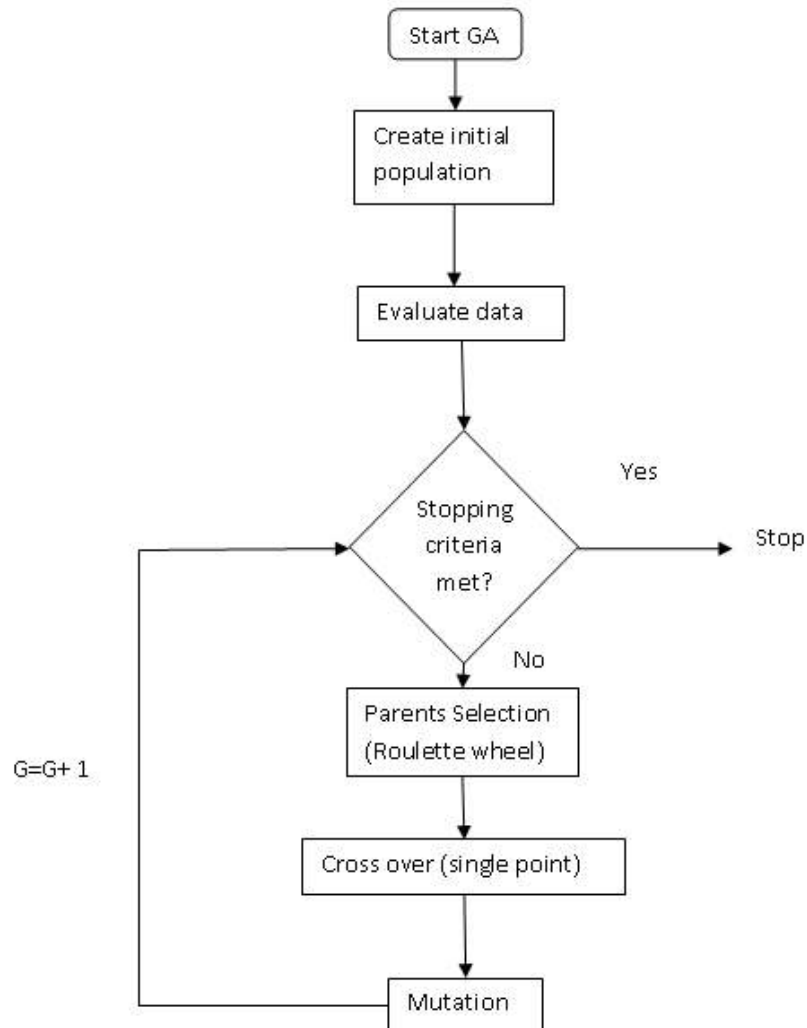 Start GA
Create initial
population
Evaluate data
Yes
Stopping
criteria
met?
Stop
No
Parents Selection
(Roulette wheel)
G=G+ 1
Cross over (single point)
Mutation